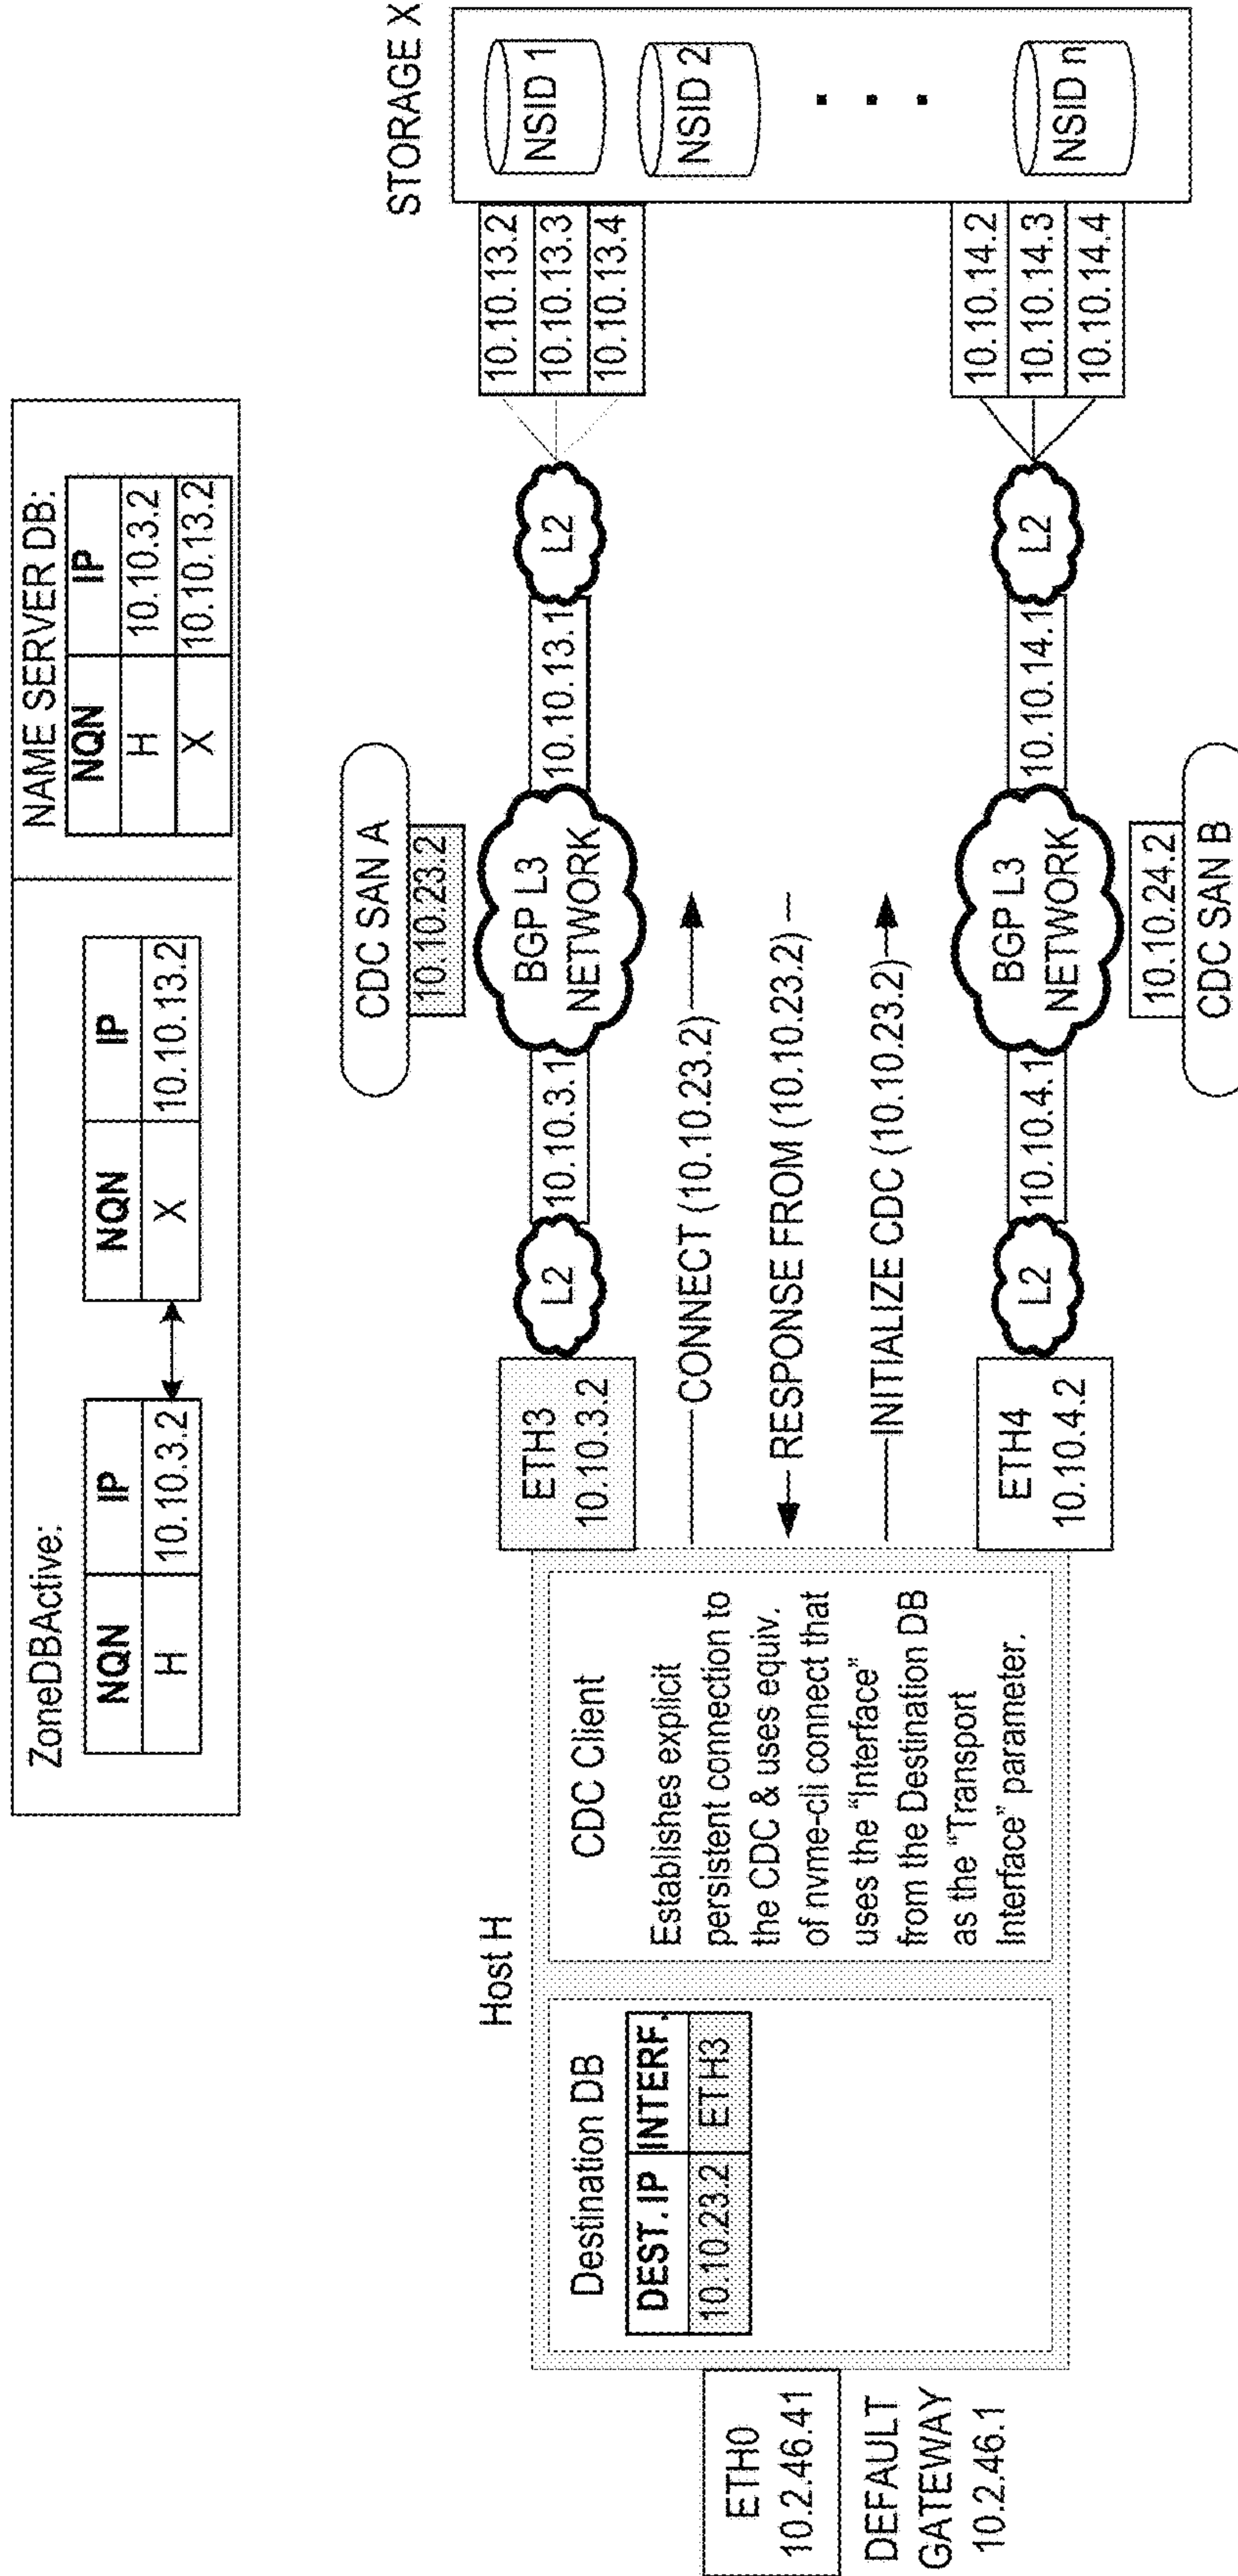 ZoneDBActive:
NQN IP
H 10.10.3.2
NQN IP
X 10.10.13.2
NAME SERVER DB:
NQN IP
H 10.10.3.2
X 10.10.13.2
Host H
ETH0
10.2.46.41
DEFAULT
GATEWAY
10.2.46.1
Destination DB
DEST. IP INTERF.
10.10.23.2 ETH3
CDC Client
Establishes explicit
persistent connection to
the CDC & uses equiv.
of nvme-cli connect that
uses the “Interface”
from the Destination DB
as the “Transport
Interface” parameter.
ETH3
10.10.3.2
L2
10.10.3.1
CDC SAN A
10.10.23.2
BGP L3
NETWORK
10.10.13.1
L2
10.10.13.2
10.10.13.3
10.10.13.4
CONNECT (10.10.23.2)
RESPONSE FROM (10.10.23.2)
INITIALIZE CDC (10.10.23.2)
ETH4
10.10.4.2
L2
10.10.4.1
BGP L3
NETWORK
10.10.24.2
CDC SAN B
10.10.14.1
L2
10.10.14.2
10.10.14.3
10.10.14.4
STORAGE X
NSID 1
NSID 2
NSID n